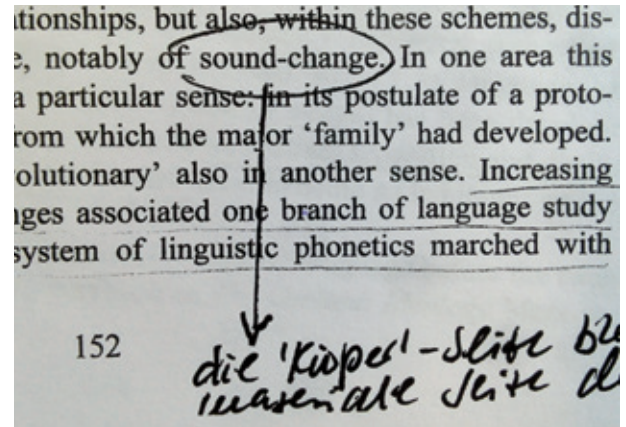 ationships, but also, within these schemes, dis-
e, notably of sound-change. In one area this
a particular sense: in its postulate of a proto-
rom which the major ‘family’ had developed.
olutionary’ also in another sense. Increasing
nges associated one branch of language study
system of linguistic phonetics marched with
152
die 'Körper'-Seite bzw
materiale Seite d